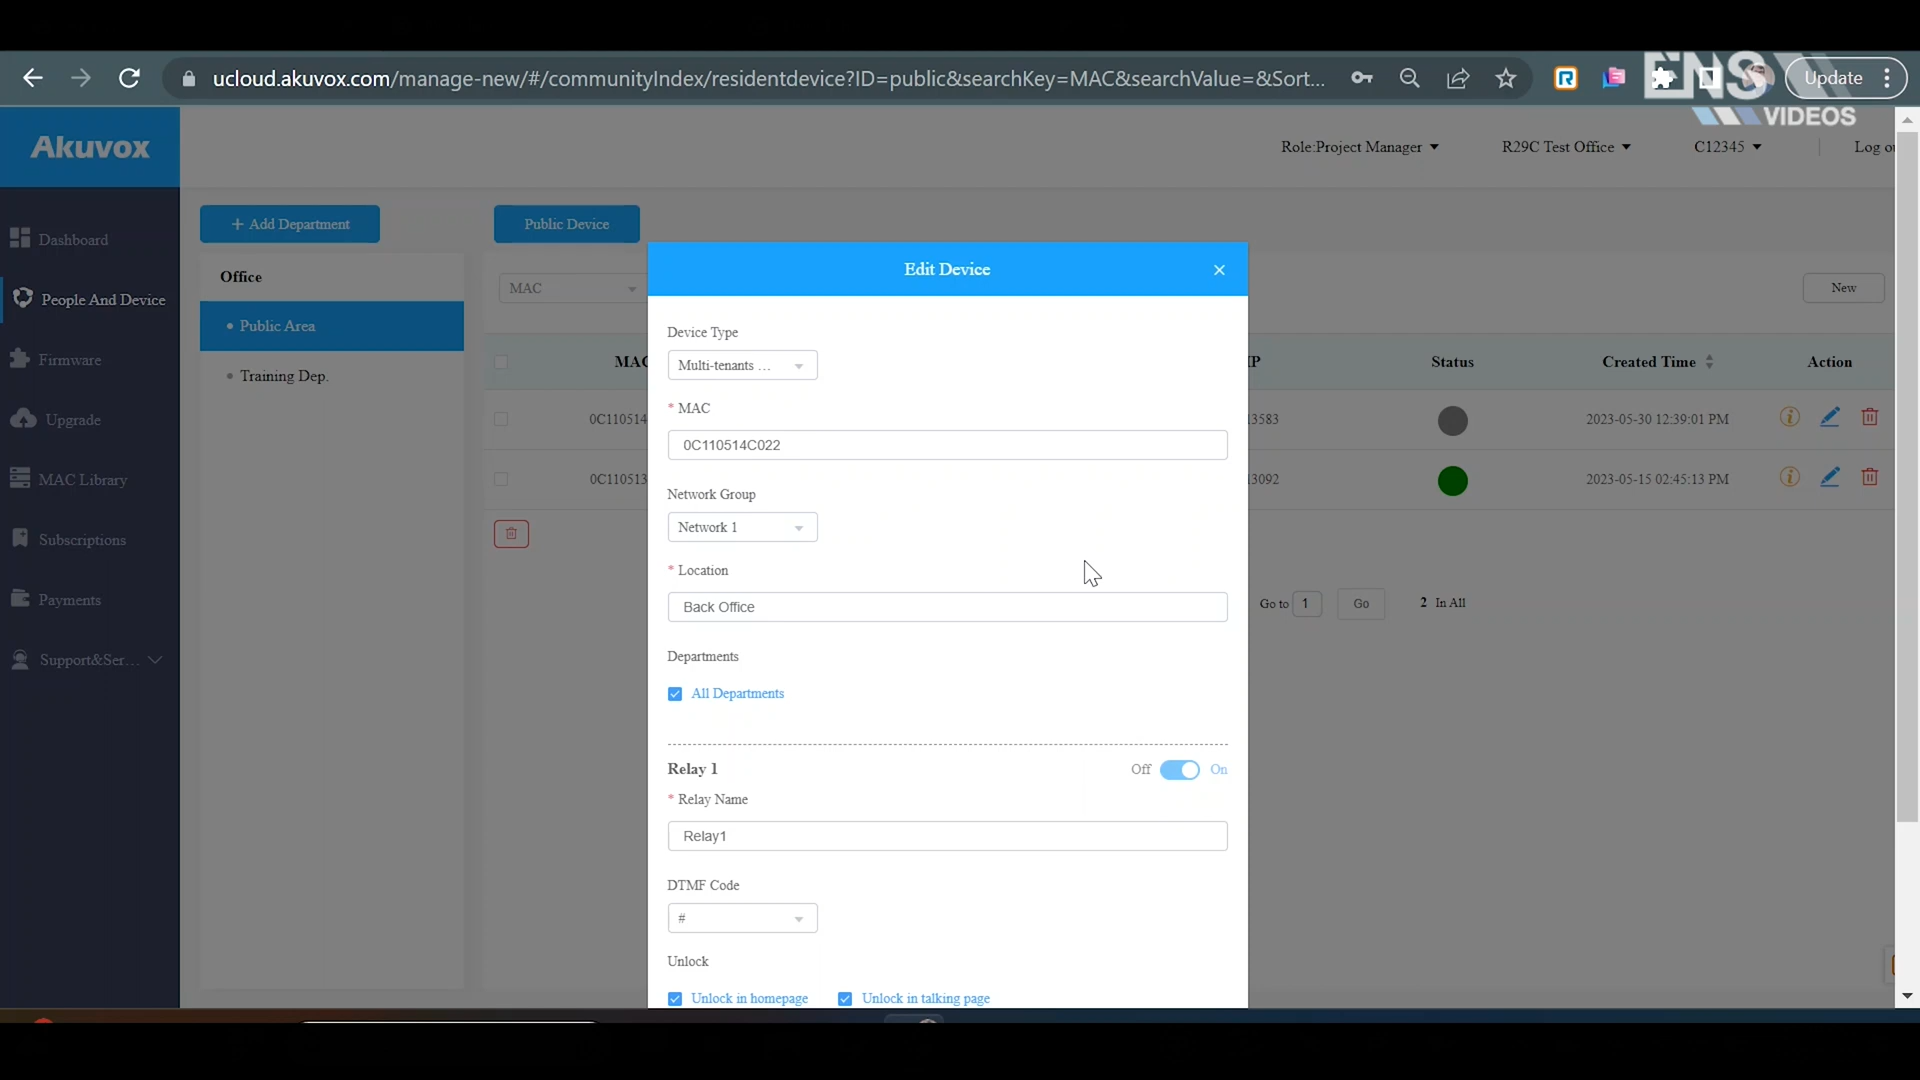 ucloud.akuvox.com/manage-new/#/communityIndex/residentdevice?ID=public&searchKey=MAC&searchValue=&Sort...
Update
ENS
VIDEOS
Akuvox
Role:Project Manager
R29C Test Office
C12345
Log ou
Dashboard
People And Device
Firmware
Upgrade
MAC Library
Subscriptions
Payments
Support&Ser...
+ Add Department
Office
Public Area
Training Dep.
Public Device
MAC
New
MAC
IP
Status
Created Time
Action
0C110514
13583
2023-05-30 12:39:01 PM
0C110513
13092
2023-05-15 02:45:13 PM
Go to
1
Go
2 In All
Edit Device
Device Type
Multi-tenants ...
* MAC
0C110514C022
Network Group
Network 1
* Location
Back Office
Departments
All Departments
Relay 1
Off
On
* Relay Name
Relay1
DTMF Code
#
Unlock
Unlock in homepage
Unlock in talking page